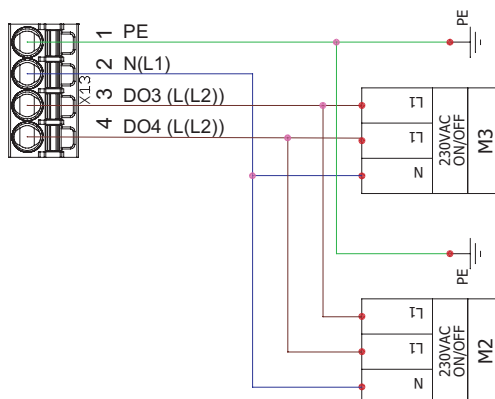 1 PE
2 N(L1)
3 DO3 (L(L2))
4 DO4 (L(L2))
X13
PE
L1
L1
N
230VAC
ON/OFF
M3
PE
L1
L1
N
230VAC
ON/OFF
M2